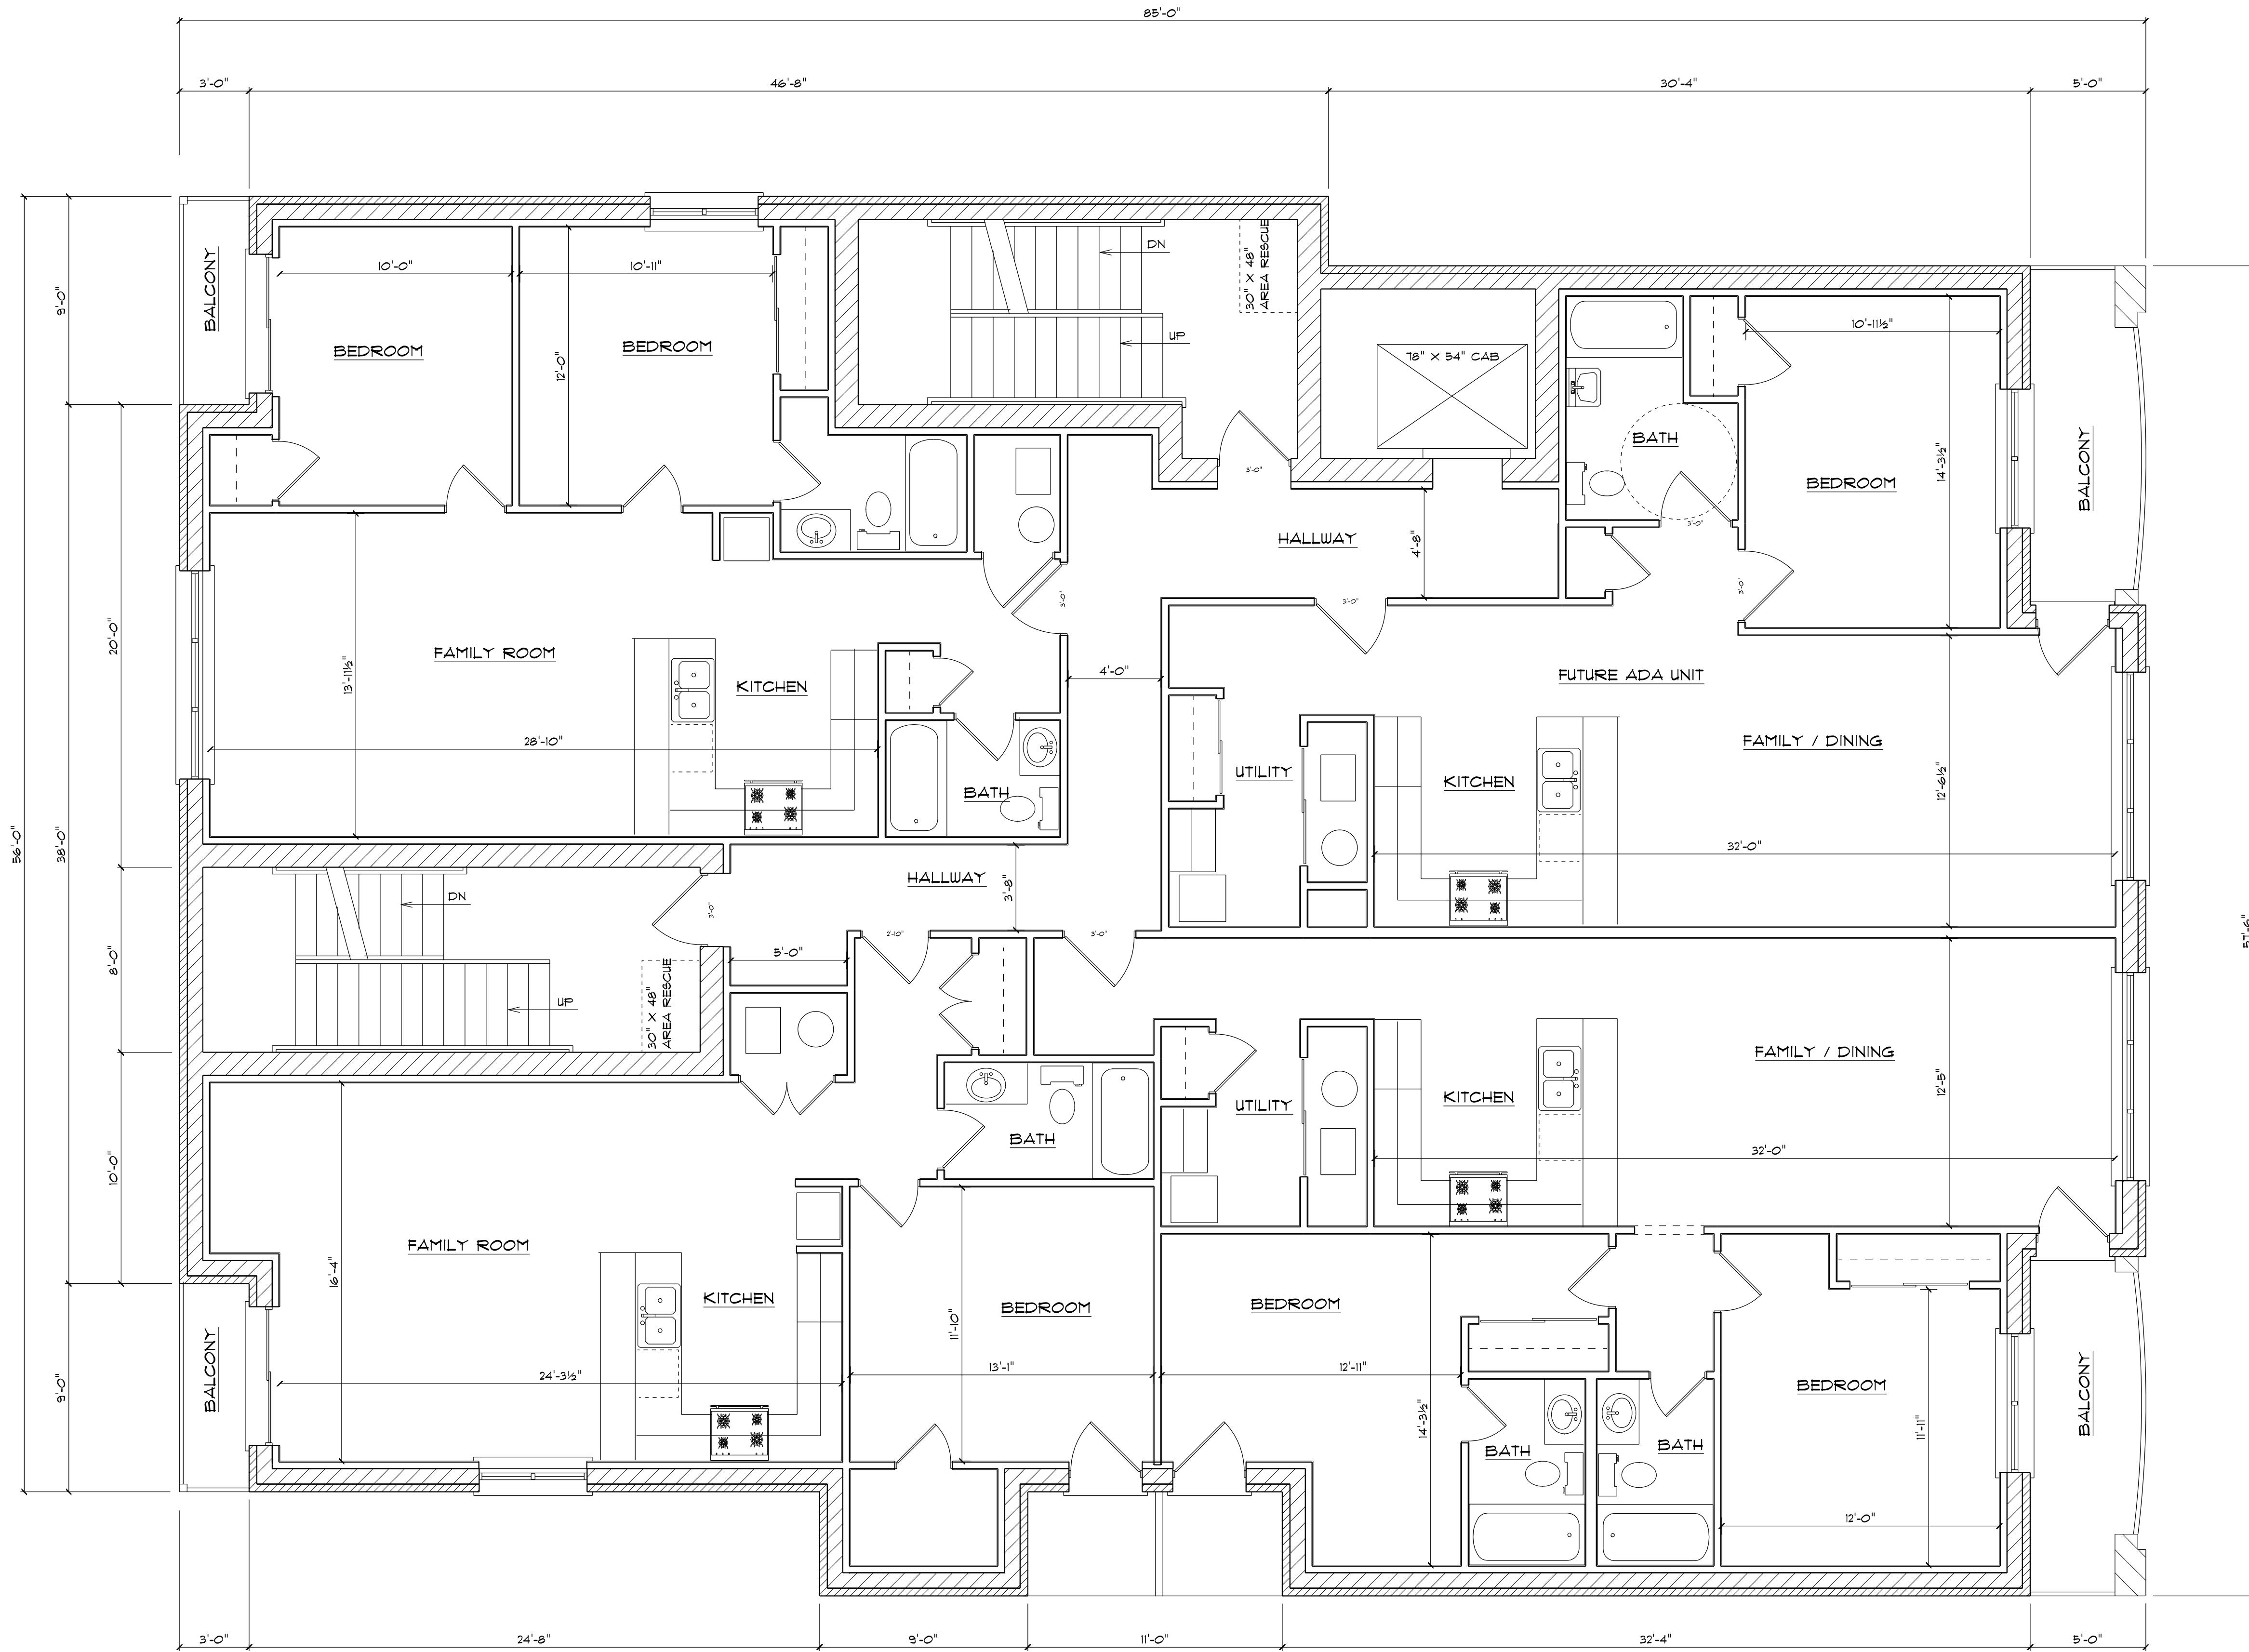 85'-0"
3'-0"
46'-8"
30'-4"
5'-0"
BALCONY
9'-0"
10'-0"
10'-11"
BEDROOM
BEDROOM
12'-0"
DN
UP
30" X 48"
AREA RESCUE
78" X 54" CAB
3'-0"
BATH
3'-0"
10'-11½"
BEDROOM
14'-3½"
BALCONY
HALLWAY
4'-8"
3'-0"
3'-0"
3'-0"
20'-0"
FAMILY ROOM
13'-11½"
28'-10"
KITCHEN
BATH
4'-0"
FUTURE ADA UNIT
FAMILY / DINING
UTILITY
KITCHEN
12'-6½"
32'-0"
56'-0"
38'-0"
57'-6"
8'-0"
DN
UP
30" X 48"
AREA RESCUE
3'-0"
HALLWAY
3'-8"
5'-0"
2'-10"
3'-0"
FAMILY / DINING
UTILITY
KITCHEN
12'-5"
32'-0"
10'-0"
BATH
FAMILY ROOM
16'-4"
24'-3½"
KITCHEN
BEDROOM
11'-10"
13'-1"
BEDROOM
12'-11"
14'-3½"
BATH
BATH
BEDROOM
11'-11"
12'-0"
BALCONY
BALCONY
9'-0"
3'-0"
24'-8"
9'-0"
11'-0"
32'-4"
5'-0"